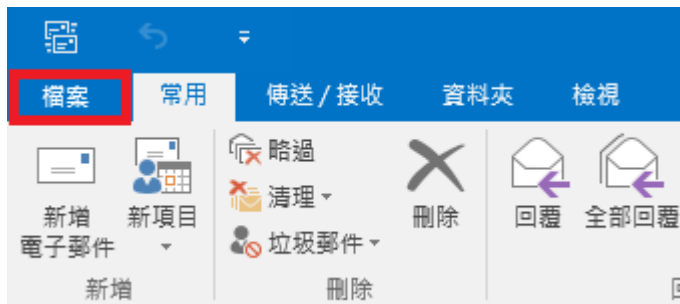 檔案 常用 傳送 / 接收 資料夾 檢視
略過
清理
垃圾郵件
新增
電子郵件
新項目
刪除
回覆 全部回覆
新增 刪除